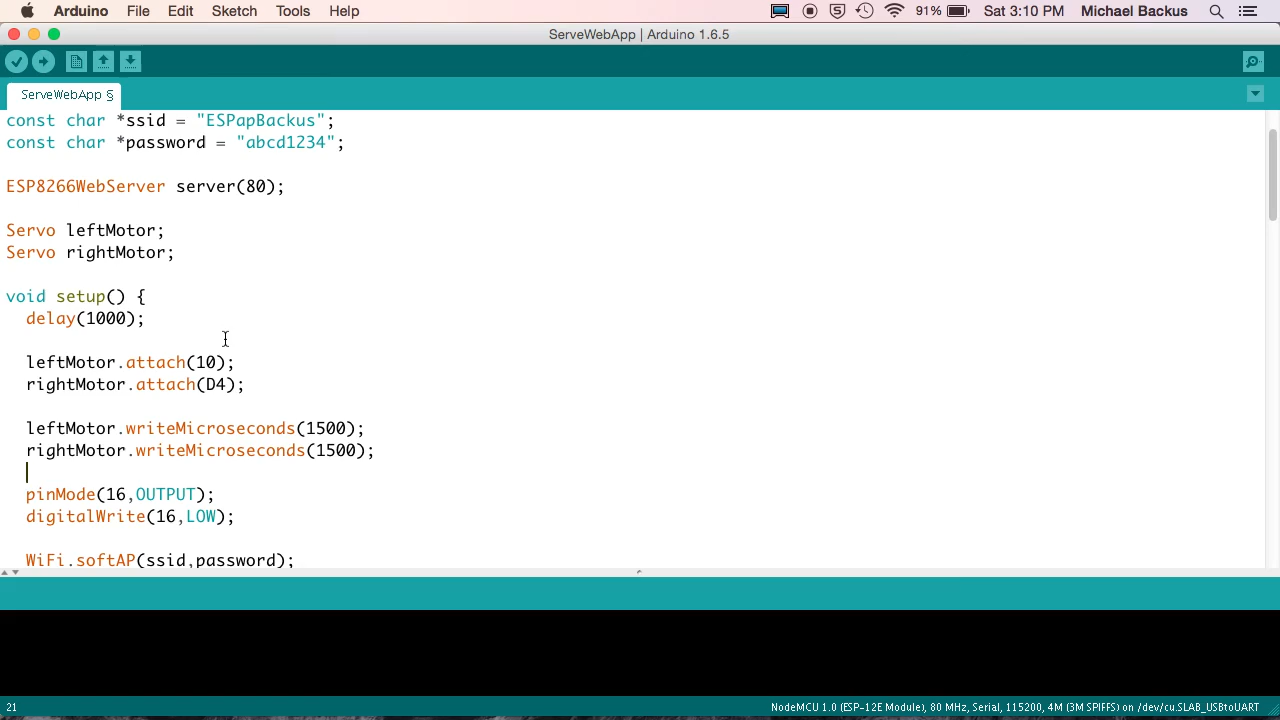 Arduino File Edit Sketch Tools Help 91% Sat 3:10 PM Michael Backus
ServeWebApp | Arduino 1.6.5
ServeWebApp §
const char *ssid = "ESPapBackus";
const char *password = "abcd1234";
ESP8266WebServer server(80);
Servo leftMotor;
Servo rightMotor;
void setup() {
delay(1000);
leftMotor.attach(10);
rightMotor.attach(D4);
leftMotor.writeMicroseconds(1500);
rightMotor.writeMicroseconds(1500);
pinMode(16,OUTPUT);
digitalWrite(16,LOW);
WiFi.softAP(ssid,password);
21 NodeMCU 1.0 (ESP-12E Module), 80 MHz, Serial, 115200, 4M (3M SPIFFS) on /dev/cu.SLAB_USBtoUART